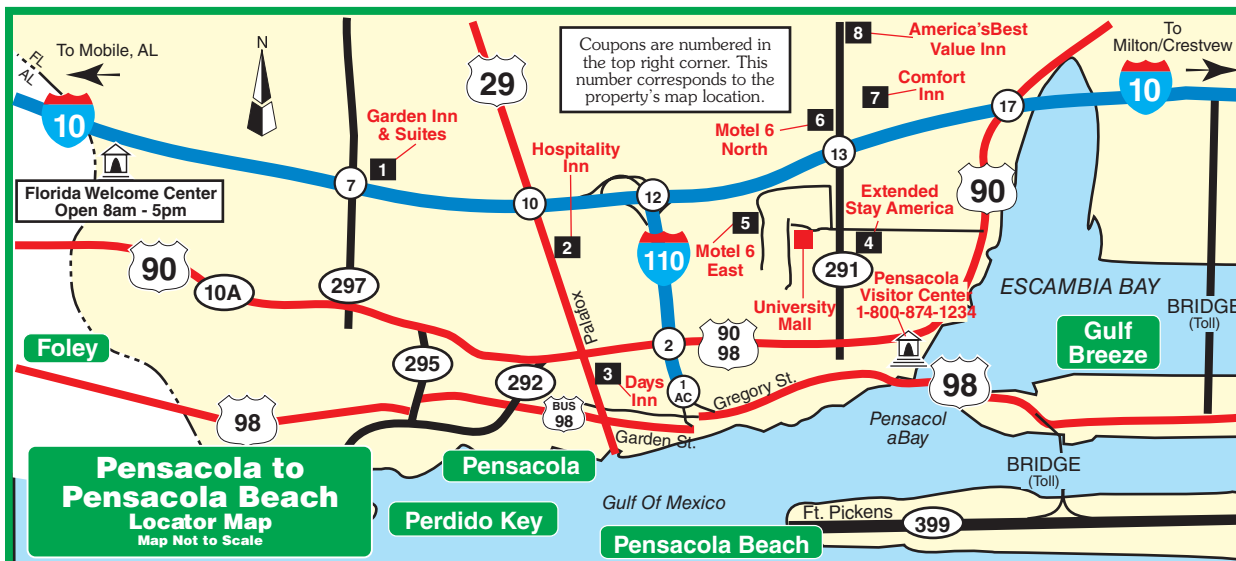 To Mobile, AL
FL
AL
N
29
Coupons are numbered in
the top right corner. This
number corresponds to the
property's map location.
8
America'sBest
Value Inn
To
Milton/Crestvew
10
10
7
Comfort
Inn
17
Garden Inn
& Suites
1
Motel 6
North
6
13
Hospitality
Inn
7
10
12
90
Florida Welcome Center
Open 8am - 5pm
Extended
Stay America
2
5
4
Motel 6
East
110
90
10A
297
291
Pensacola
Visitor Center
1-800-874-1234
ESCAMBIA BAY
University
Mall
BRIDGE
(Toll)
Palafox
Foley
295
2
90
98
Gulf
Breeze
292
3
Days
Inn
1
AC
Gregory St.
98
98
BUS
98
Garden St.
Pensacol
aBay
Pensacola to
Pensacola Beach
Locator Map
Map Not to Scale
Pensacola
BRIDGE
(Toll)
Gulf Of Mexico
Perdido Key
Ft. Pickens
399
Pensacola Beach